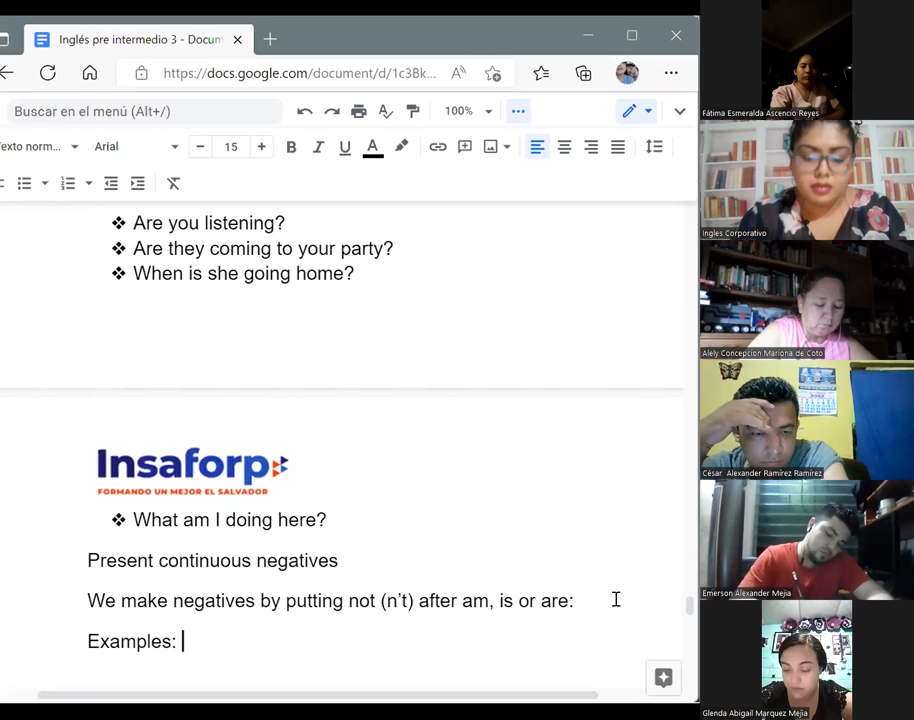 Inglés pre intermedio 3 - Docum
https://docs.google.com/document/d/1c3Bk...
Buscar en el menú (Alt+/)
100%
exto norm...
Arial
15
B I U A
❖ Are you listening?
❖ Are they coming to your party?
❖ When is she going home?
Insaforp
FORMANDO UN MEJOR EL SALVADOR
❖ What am I doing here?
Present continuous negatives
We make negatives by putting not (n't) after am, is or are:
Examples:
Fátima Esmeralda Ascencio Reyes
Ingles Corporativo
Alely Concepcion Mariona de Coto
César Alexander Ramírez Ramírez
Emerson Alexander Mejia
Glenda Abigail Marquez Mejia